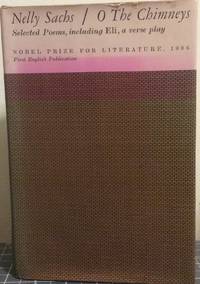 Nelly Sachs / O The Chimneys
Selected Poems, including Eli, a verse play
NOBEL PRIZE FOR LITERATURE, 1966
First English Publication